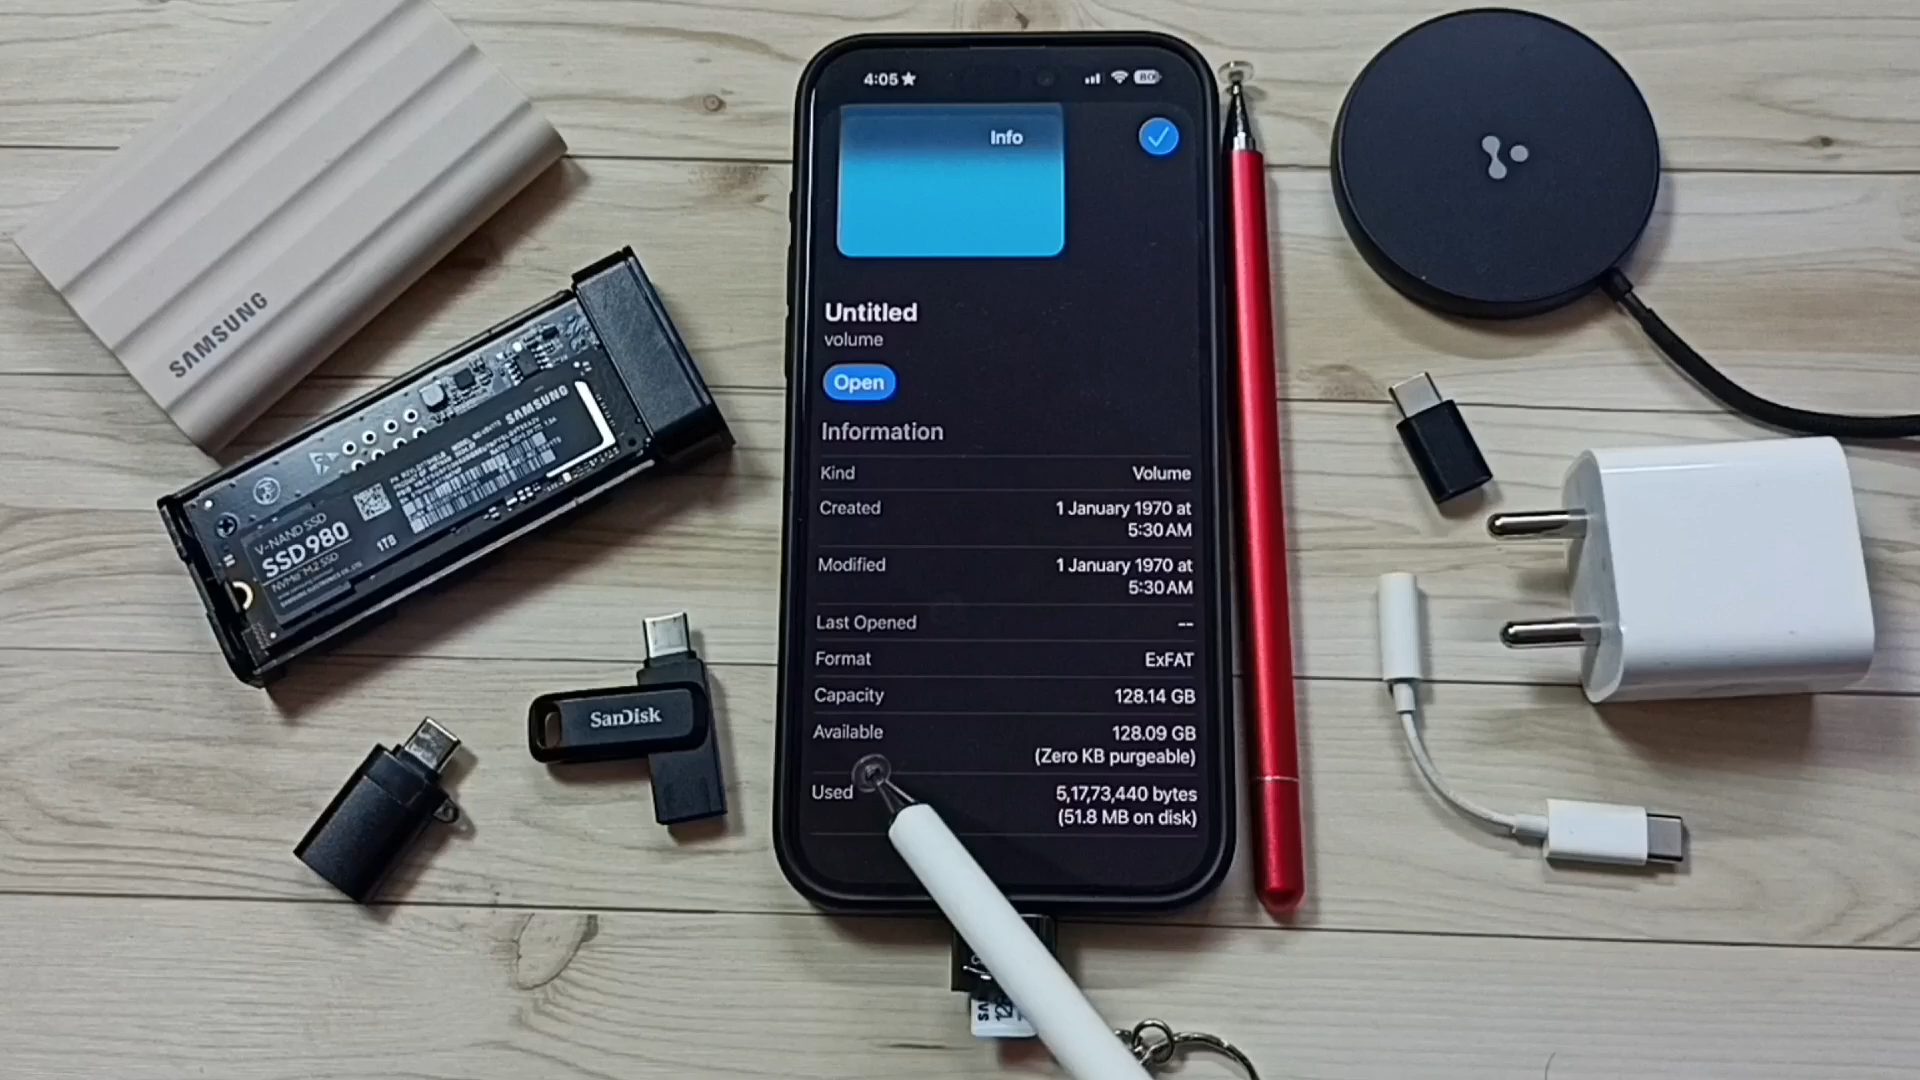 4:05
80
Info
Untitled
volume
Open
Information
Kind Volume
Created 1 January 1970 at
5:30 AM
Modified 1 January 1970 at
5:30 AM
Last Opened --
Format ExFAT
Capacity 128.14 GB
Available 128.09 GB
(Zero KB purgeable)
Used 5,17,73,440 bytes
(51.8 MB on disk)
SAMSUNG
SAMSUNG
V-NAND SSD
SSD 980
1TB
NVMe M.2 SSD
SanDisk